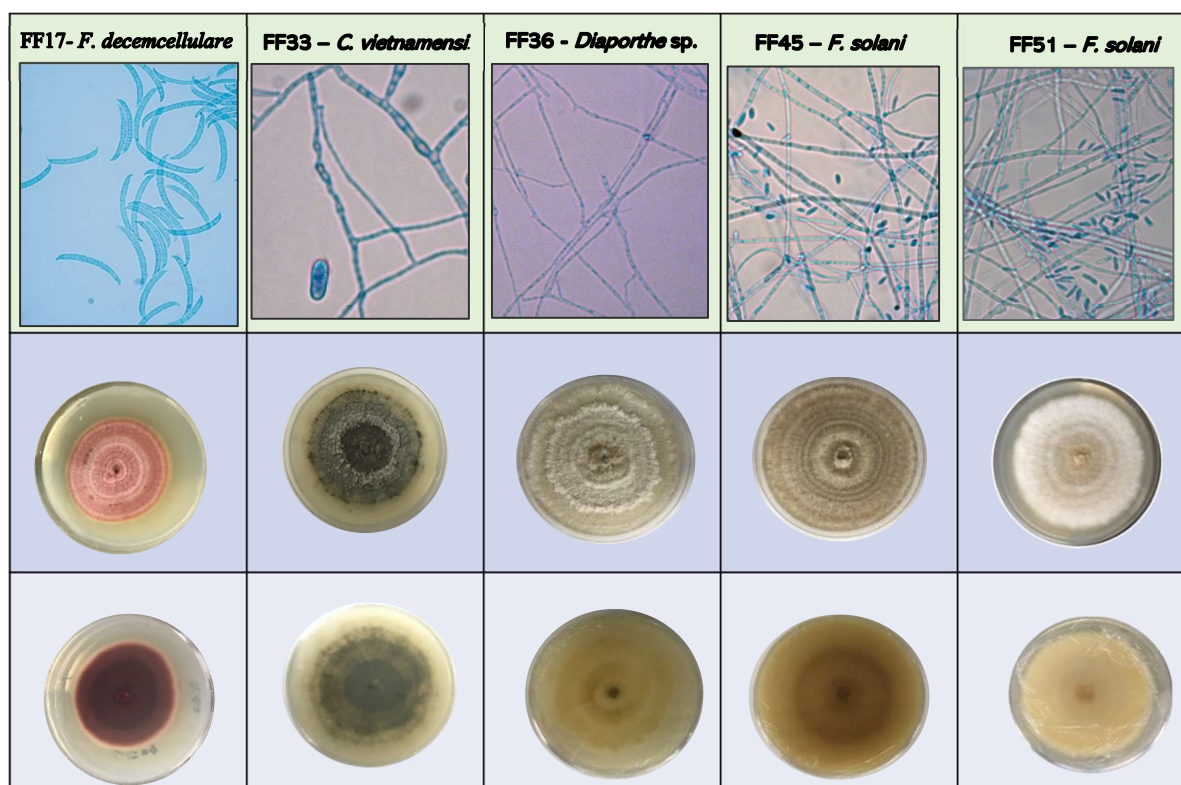 FF17- F. decemcellulare
FF33 – C. vietnamensi
FF36 - Diaporthe sp.
FF45 – F. solani
FF51 – F. solani